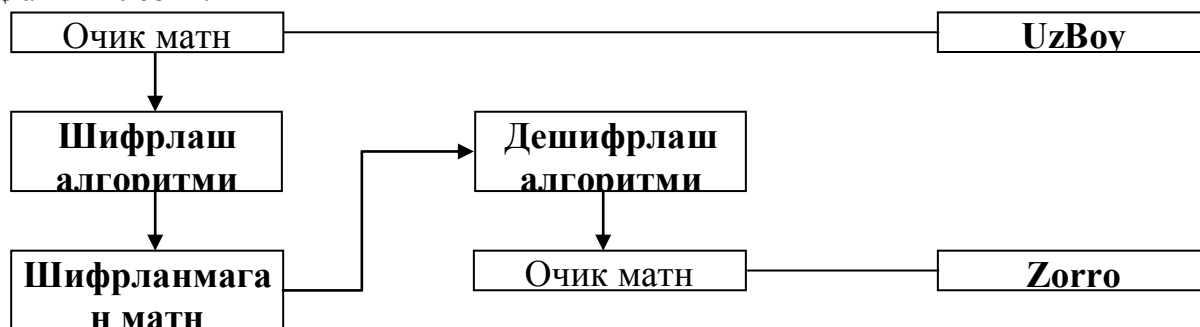 Очик матн
UzBoy
Шифрлаш
алгоритми
Дешифрлаш
алгоритми
Шифрланмага
н матн
Очик матн
Zorro